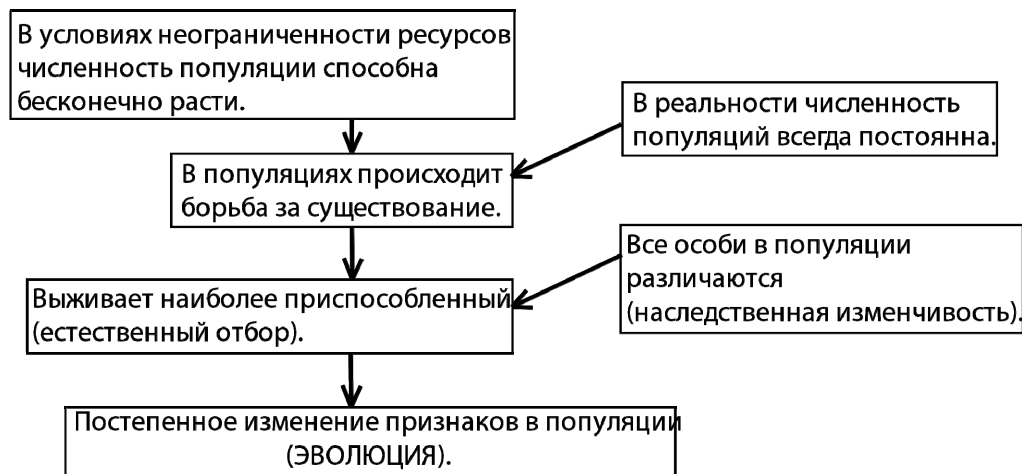 В условиях неограниченности ресурсов
численность популяции способна
бесконечно расти.
В реальности численность
популяций всегда постоянна.
В популяциях происходит
борьба за существование.
Все особи в популяции
различаются
(наследственная изменчивость).
Выживает наиболее приспособленный
(естественный отбор).
Постепенное изменение признаков в популяции
(ЭВОЛЮЦИЯ).